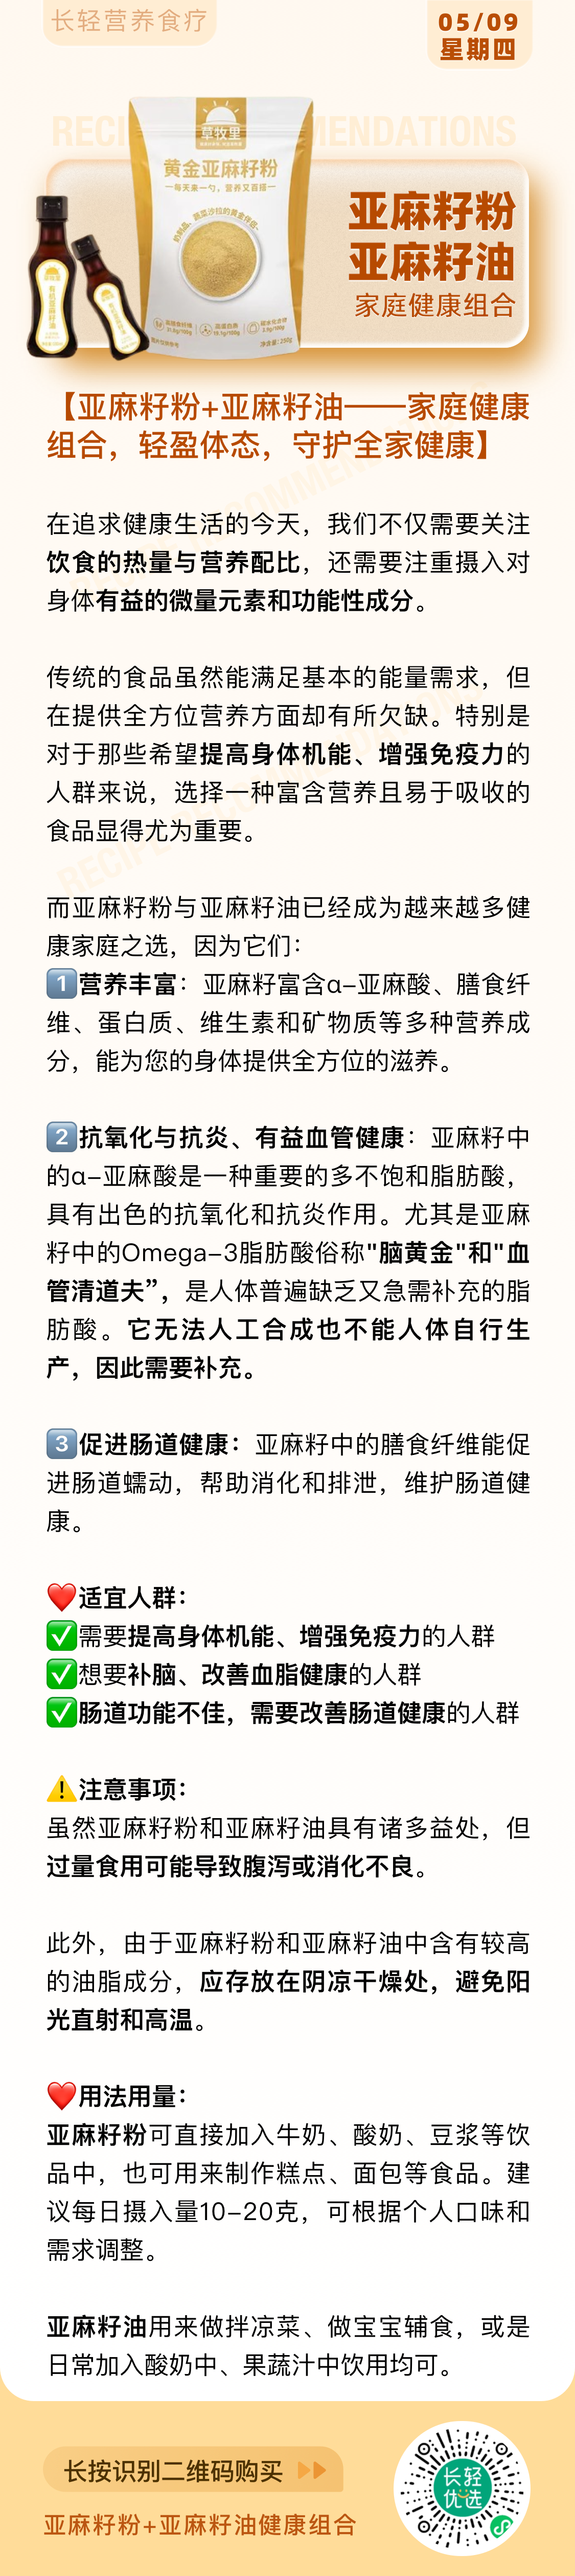 长轻营养食疗
05/09
星期四
RECIPE RECOMMENDATIONS
草牧里
黄金亚麻籽粉
—每天来一勺，营养又百搭—
奶制品、蔬菜沙拉的黄金伴侣
净含量：250g
有机亚麻籽油
亚麻籽粉
亚麻籽油
家庭健康组合
【亚麻籽粉+亚麻籽油——家庭健康
组合，轻盈体态，守护全家健康】
在追求健康生活的今天，我们不仅需要关注
饮食的热量与营养配比，还需要注重摄入对
身体有益的微量元素和功能性成分。
传统的食品虽然能满足基本的能量需求，但
在提供全方位营养方面却有所欠缺。特别是
对于那些希望提高身体机能、增强免疫力的
人群来说，选择一种富含营养且易于吸收的
食品显得尤为重要。
RECIPE RECOMMENDATIONS
而亚麻籽粉与亚麻籽油已经成为越来越多健
康家庭之选，因为它们：
1️⃣营养丰富：亚麻籽富含α-亚麻酸、膳食纤
维、蛋白质、维生素和矿物质等多种营养成
分，能为您的身体提供全方位的滋养。
2️⃣抗氧化与抗炎、有益血管健康：亚麻籽中
的α-亚麻酸是一种重要的多不饱和脂肪酸，
具有出色的抗氧化和抗炎作用。尤其是亚麻
籽中的Omega-3脂肪酸俗称"脑黄金"和"血
管清道夫”，是人体普遍缺乏又急需补充的脂
肪酸。它无法人工合成也不能人体自行生
产，因此需要补充。
3️⃣促进肠道健康：亚麻籽中的膳食纤维能促
进肠道蠕动，帮助消化和排泄，维护肠道健
康。
❤️适宜人群：
✅需要提高身体机能、增强免疫力的人群
✅想要补脑、改善血脂健康的人群
✅肠道功能不佳，需要改善肠道健康的人群
⚠️注意事项：
虽然亚麻籽粉和亚麻籽油具有诸多益处，但
过量食用可能导致腹泻或消化不良。
此外，由于亚麻籽粉和亚麻籽油中含有较高
的油脂成分，应存放在阴凉干燥处，避免阳
光直射和高温。
❤️用法用量：
亚麻籽粉可直接加入牛奶、酸奶、豆浆等饮
品中，也可用来制作糕点、面包等食品。建
议每日摄入量10-20克，可根据个人口味和
需求调整。
亚麻籽油用来做拌凉菜、做宝宝辅食，或是
日常加入酸奶中、果蔬汁中饮用均可。
长按识别二维码购买
亚麻籽粉+亚麻籽油健康组合
长轻
优选